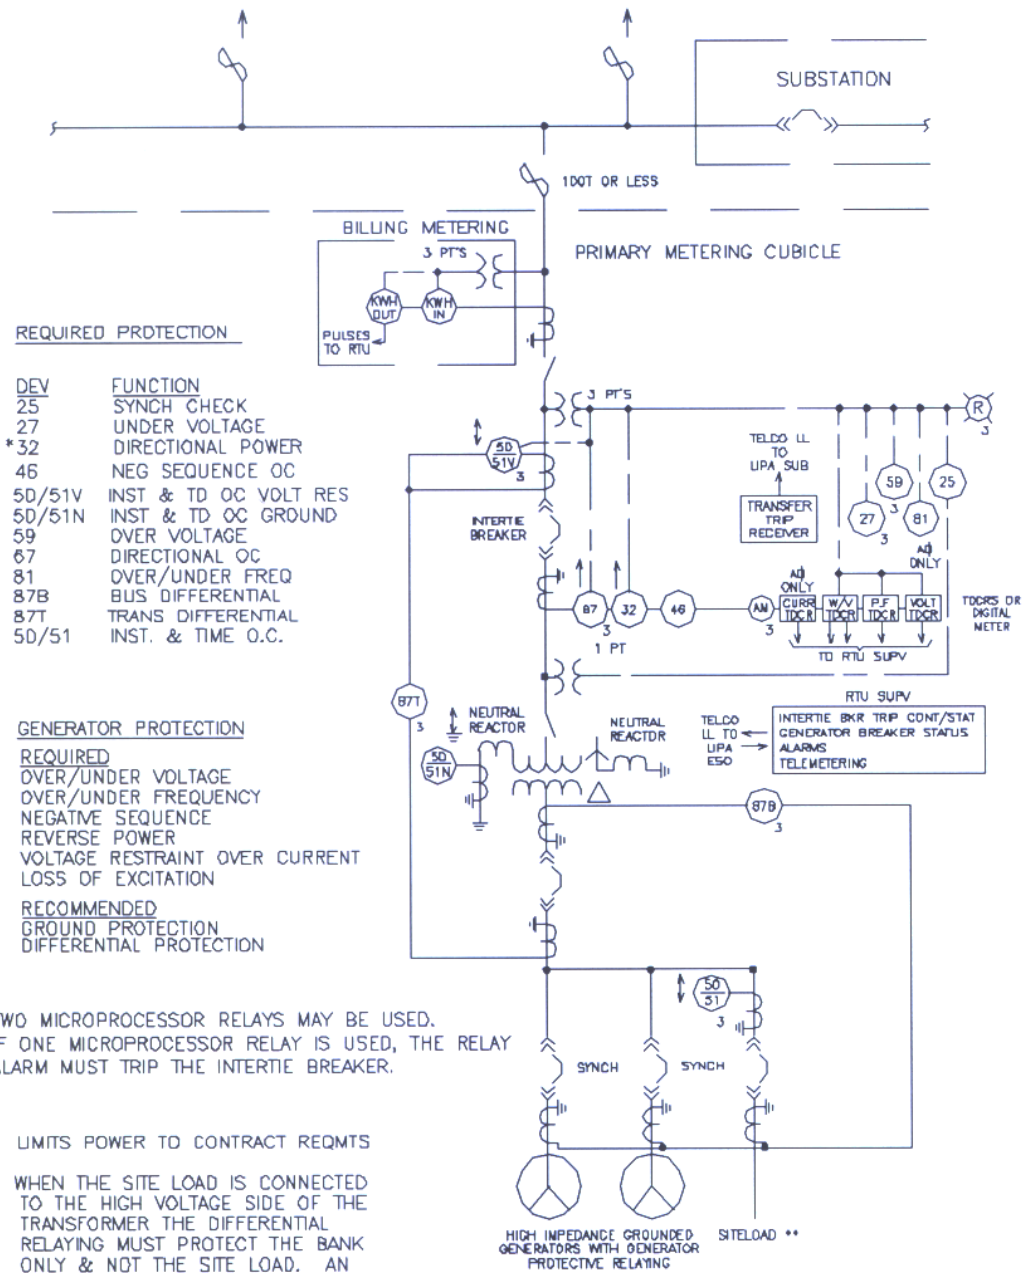 SUBSTATION
100T OR LESS
BILLING METERING
3 PT'S
PRIMARY METERING CUBICLE
KWH OUT
KWH IN
PULSES
TO RTU
REQUIRED PROTECTION
DEV FUNCTION
25 SYNCH CHECK
27 UNDER VOLTAGE
*32 DIRECTIONAL POWER
46 NEG SEQUENCE OC
50/51V INST & TD OC VOLT RES
50/51N INST & TD OC GROUND
59 OVER VOLTAGE
67 DIRECTIONAL OC
81 OVER/UNDER FREQ
87B BUS DIFFERENTIAL
87T TRANS DIFFERENTIAL
50/51 INST. & TIME O.C.
3 PT'S
R
3
50
51V
3
TELCO LL
TO
UPA SUB
TRANSFER
TRIP
RECEIVER
59
3
25
27
3
81
AQ
ONLY
INTERTIE
BREAKER
87
3
32
46
AM
3
AQ
ONLY
CURR
TDCR
W/V
TDCR
P.F
TDCR
VOLT
TDCR
TDCR'S OR
DIGITAL
METER
TO RTU SUPV
1 PT
87T
3
RTU SUPV
INTERTIE BKR TRIP CONT/STAT
GENERATOR BREAKER STATUS
ALARMS
TELEMETERING
TELCO
LL TO
UPA
ESO
NEUTRAL
REACTOR
NEUTRAL
REACTOR
50
51N
87B
3
GENERATOR PROTECTION
REQUIRED
OVER/UNDER VOLTAGE
OVER/UNDER FREQUENCY
NEGATIVE SEQUENCE
REVERSE POWER
VOLTAGE RESTRAINT OVER CURRENT
LOSS OF EXCITATION
RECOMMENDED
GROUND PROTECTION
DIFFERENTIAL PROTECTION
50
51
3
WO MICROPROCESSOR RELAYS MAY BE USED.
F ONE MICROPROCESSOR RELAY IS USED, THE RELAY
ALARM MUST TRIP THE INTERTIE BREAKER.
SYNCH
SYNCH
LIMITS POWER TO CONTRACT REQMTS
WHEN THE SITE LOAD IS CONNECTED
TO THE HIGH VOLTAGE SIDE OF THE
TRANSFORMER THE DIFFERENTIAL
RELAYING MUST PROTECT THE BANK
ONLY & NOT THE SITE LOAD. AN
HIGH IMPEDANCE GROUNDED
GENERATORS WITH GENERATOR
PROTECTIVE RELAYING
SITELOAD **